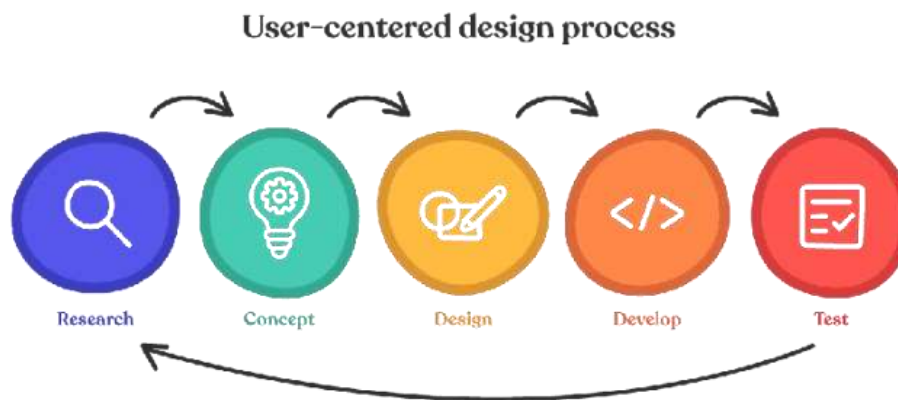 User-centered design process
Research
Concept
Design
Develop
Test